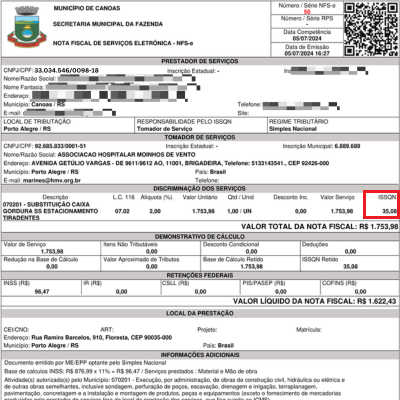 MUNICÍPIO DE CANOAS
SECRETARIA MUNICIPAL DA FAZENDA
NOTA FISCAL DE SERVIÇOS ELETRÔNICA - NFS-e
Número / Série NFS-e
50
Número / Série RPS
-
Data Competência
05/07/2024
Data de Emissão
05/07/2024 16:27
PRESTADOR DE SERVIÇOS
CNPJ/CPF: 33.034.546/0098-18 Inscrição Estadual: - Inscrição
Nome/Razão Social:
Nome Fantasia:
Endereço:
Município: Canoas / RS Telefone:
E-mail: Site:
LOCAL DE TRIBUTAÇÃO RESPONSABILIDADE PELO ISSQN REGIME TRIBUTÁRIO
Porto Alegre / RS Tomador de Serviço Simples Nacional
TOMADOR DE SERVIÇOS
CNPJ/CPF: 92.685.833/0001-51 Inscrição Estadual: - Inscrição Municipal: 6.889.689
Nome/Razão Social: ASSOCIACAO HOSPITALAR MOINHOS DE VENTO
Endereço: AVENIDA GETÚLIO VARGAS - DE 9611/9612 AO, 11001, BRIGADEIRA, Telefone: 5133143541., CEP 92426-000
Município: Porto Alegre / RS País: Brasil
E-mail: marines@hmv.org.br
DISCRIMINAÇÃO DOS SERVIÇOS
Descrição L.C. 116 Alíquota (%) Valor Unitário Qtd / Unid Desconto Inc. Valor Serviço ISSQN
070201 - SUBSTITUIÇÃO CAIXA
GORDURA SS ESTACIONAMENTO 07.02 2,00 1.753,98 1,00 / UN 0,00 1.753,98 35,08
TIRADENTES
VALOR TOTAL DA NOTA FISCAL: R$ 1.753,98
DEMONSTRATIVO DE CÁLCULO
Valor de Serviço Itens Não Tributáveis Desconto Condicional Deduções
1.753,98 0,00 0,00 0,00
Redução na Base de Cálculo Valor Aproximado de Tributos Base de Cálculo Retido ISSQN Retido
0,00 0,00 1.753,98 35,08
RETENÇÕES FEDERAIS
INSS (R$) IR (R$) CSLL (R$) PIS/PASEP (R$) COFINS (R$)
96,47 0,00 0,00 0,00 0,00
VALOR LÍQUIDO DA NOTA FISCAL: R$ 1.622,43
LOCAL DA PRESTAÇÃO
CEI/CNO: ART: Projeto: Matrícula:
Endereço: Rua Ramiro Barcelos, 910, Floresta, CEP 90035-000
Município: Porto Alegre / RS País: Brasil
INFORMAÇÕES ADICIONAIS
Documento emitido por ME/EPP optante pelo Simples Nacional
Base de calculos INSS: R$ 876,99 x 11% = R$ 96,47 / Serviços prestados : Material e Mão de obra
Atividade(s) autorizada(s) pelo Município: 070201 - Execução, por administração, de obras de construção civil, hidráulica ou elétrica e
de outras obras semelhantes, inclusive sondagem, perfuração de poços, escavação, drenagem e irrigação, terraplanagem,
pavimentação, concretagem e a instalação e montagem de produtos, peças e equipamentos (exceto o fornecimento de mercadorias